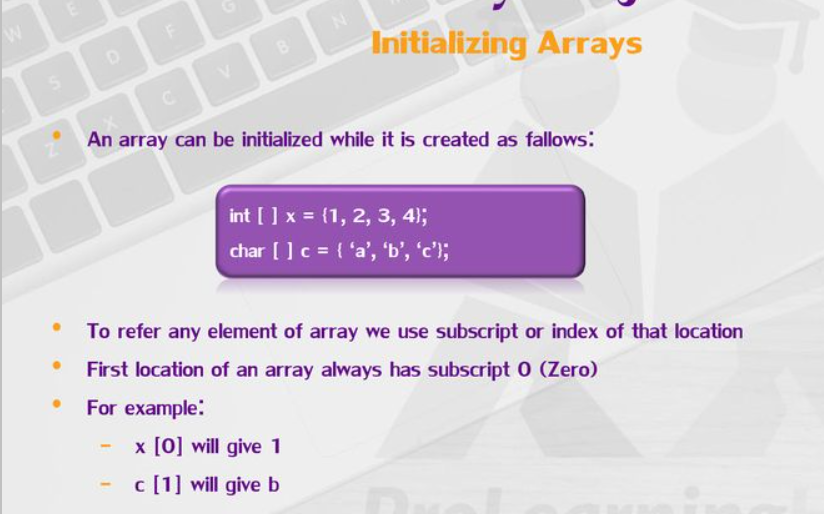 Initializing Arrays
• An array can be initialized while it is created as fallows:
int [ ] x = {1, 2, 3, 4};
char [ ] c = { ‘a’, ‘b’, ‘c’};
• To refer any element of array we use subscript or index of that location
• First location of an array always has subscript 0 (Zero)
• For example:
– x [0] will give 1
– c [1] will give b